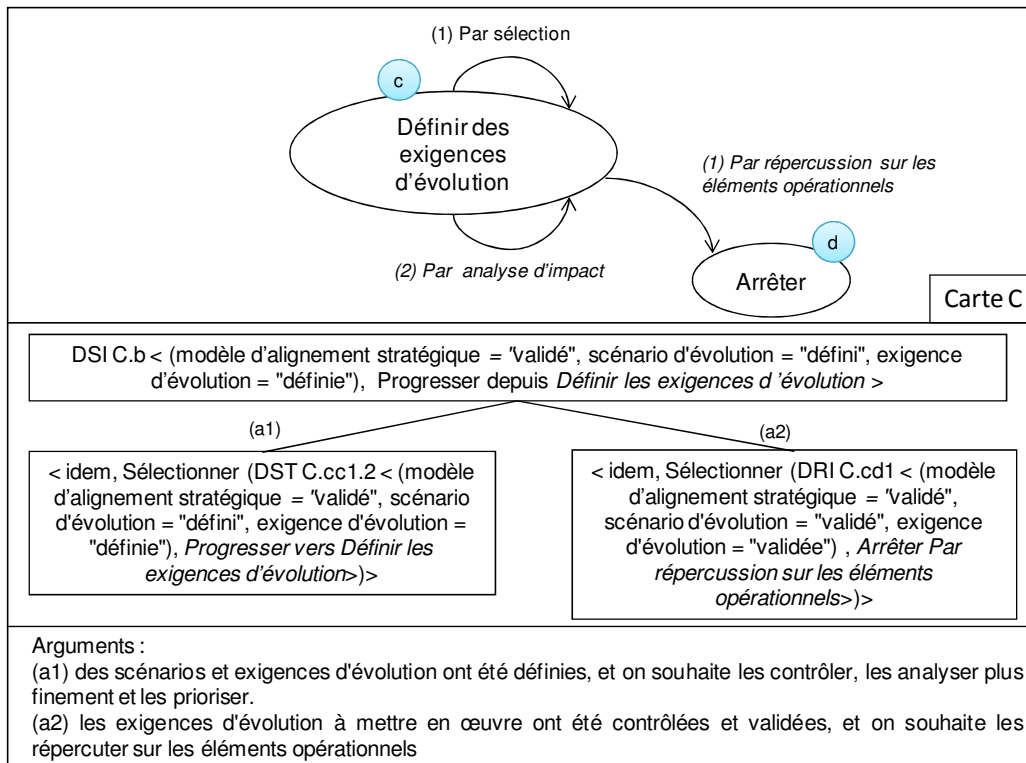 (1) Par sélection
c
Définir des
exigences
d'évolution
(1) Par répercussion sur les
éléments opérationnels
d
(2) Par analyse d'impact
Arrêter
Carte C
DSI C.b < (modèle d'alignement stratégique = "validé", scénario d'évolution = "défini", exigence
d'évolution = "définie"), Progresser depuis Définir les exigences d 'évolution >
(a1)
(a2)
< idem, Sélectionner (DST C.cc1.2 < (modèle
d'alignement stratégique = "validé", scénario
d'évolution = "défini", exigence d'évolution =
"définie"), Progresser vers Définir les
exigences d'évolution>)>
< idem, Sélectionner (DRI C.cd1 < (modèle
d'alignement stratégique = "validé",
scénario d'évolution = "validé", exigence
d'évolution = "validée") , Arrêter Par
répercussion sur les éléments
opérationnels>)>
Arguments :
(a1) des scénarios et exigences d'évolution ont été définies, et on souhaite les contrôler, les analyser plus
finement et les prioriser.
(a2) les exigences d'évolution à mettre en œuvre ont été contrôlées et validées, et on souhaite les
répercuter sur les éléments opérationnels